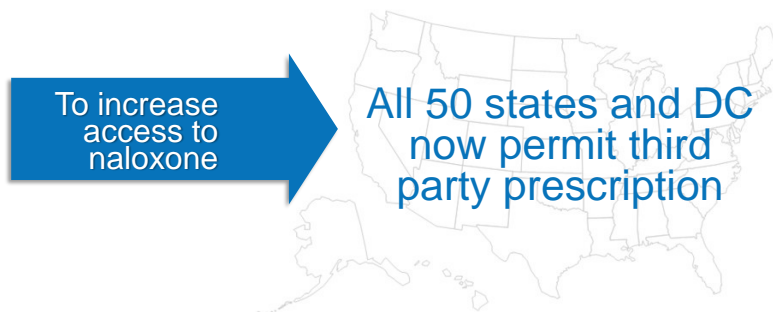 To increase
access to
naloxone
All 50 states and DC
now permit third
party prescription